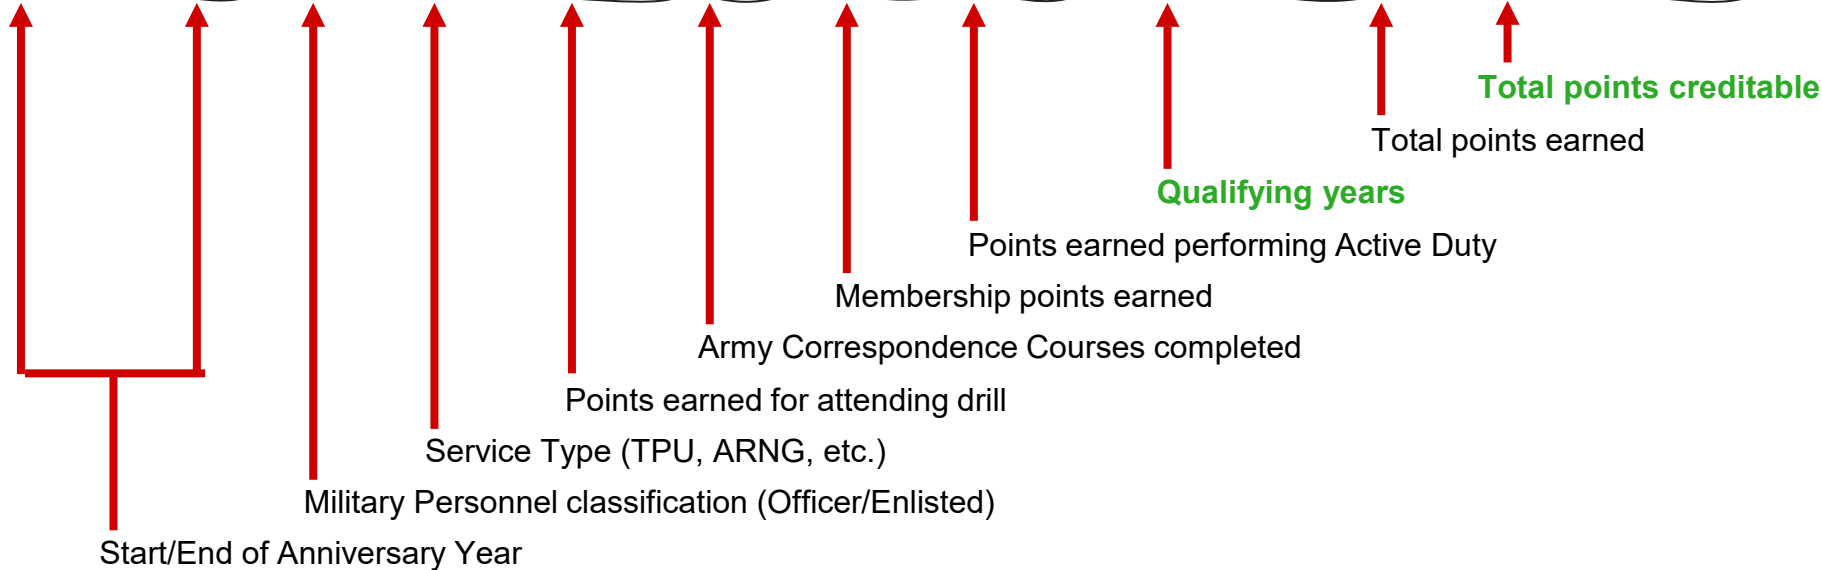 Total points creditable
Total points earned
Qualifying years
Points earned performing Active Duty
Membership points earned
Army Correspondence Courses completed
Points earned for attending drill
Service Type (TPU, ARNG, etc.)
Military Personnel classification (Officer/Enlisted)
Start/End of Anniversary Year